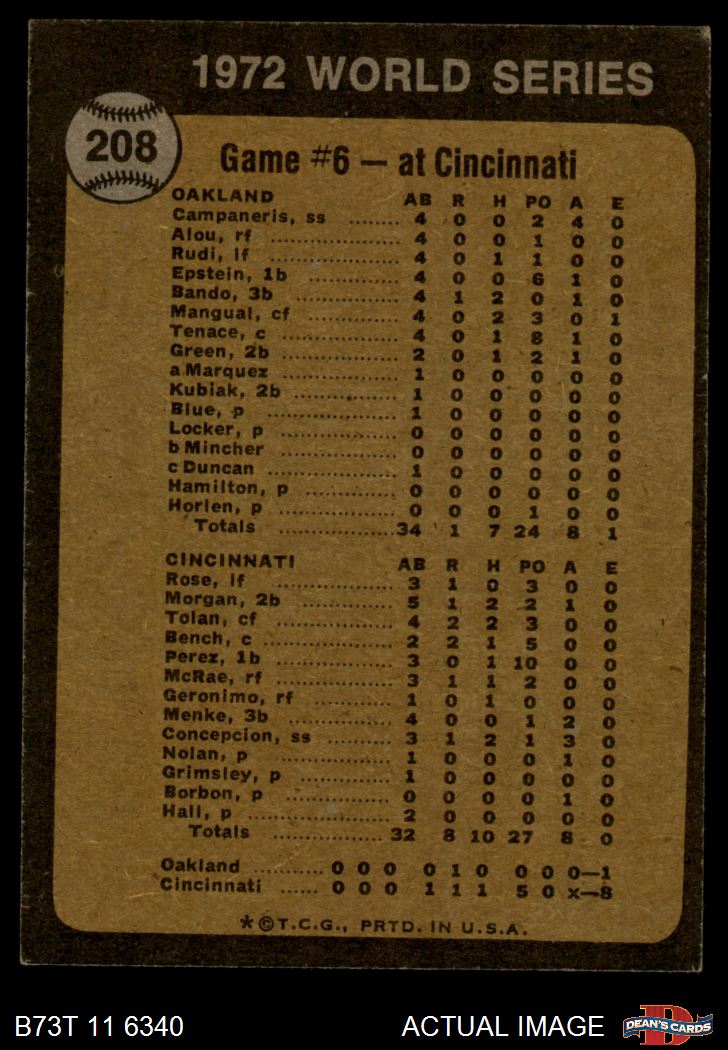 1972 WORLD SERIES
208
Game #6 — at Cincinnati
OAKLAND AB R H PO A E
Campaneris, ss ........ 4 0 0 2 4 0
Alou, rf .................... 4 0 0 1 0 0
Rudi, lf .................... 4 0 1 1 0 0
Epstein, 1b ................ 4 0 0 6 1 0
Bando, 3b .................. 4 1 2 0 1 0
Mangual, cf ................ 4 0 2 3 0 1
Tenace, c .................. 4 0 1 8 1 0
Green, 2b .................. 2 0 1 2 1 0
a Marquez .................. 1 0 0 0 0 0
Kubiak, 2b ................. 1 0 0 0 0 0
Blue, p .................... 1 0 0 0 0 0
Locker, p .................. 0 0 0 0 0 0
b Mincher .................. 0 0 0 0 0 0
c Duncan ................... 1 0 0 0 0 0
Hamilton, p ............... 0 0 0 0 0 0
Horlen, p .................. 0 0 0 1 0 0
Totals .................... 34 1 7 24 8 1
CINCINNATI AB R H PO A E
Rose, lf .................. 3 1 0 3 0 0
Morgan, 2b ................ 5 1 2 2 1 0
Tolan, cf .................. 4 2 2 3 0 0
Bench, c ................... 2 2 1 5 0 0
Perez, 1b .................. 3 0 1 10 0 0
McRae, rf .................. 3 1 1 2 0 0
Geronimo, rf .............. 1 0 1 0 0 0
Menke, 3b .................. 4 0 0 1 2 0
Concepcion, ss .......... 3 1 2 1 3 0
Nolan, p ................... 1 0 0 0 1 0
Grimsley, p ............... 1 0 0 0 0 0
Borbon, p .................. 0 0 0 0 1 0
Hall, p .................... 2 0 0 0 0 0
Totals .................... 32 8 10 27 8 0
Oakland .......... 0 0 0 0 1 0 0 0 0—1
Cincinnati ...... 0 0 0 1 1 1 5 0 x—8
*©T.C.G., PRTD. IN U.S.A.
B73T 11 6340 ACTUAL IMAGE
D
DEAN'S CARDS